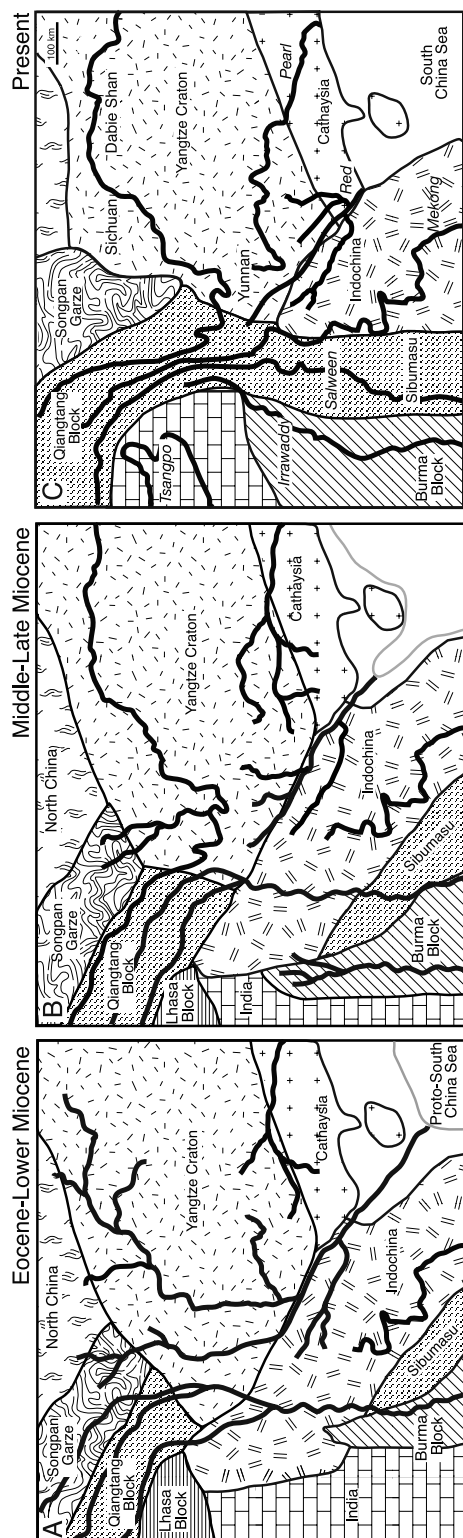 Eocene-Lower Miocene
A
Songpan
Garze
North China
Qiangtang
Block
Lhasa
Block
Yangtze Craton
India
Indochina
Cathaysia
Burma
Block
Sibumasu
Proto-South
China Sea
Middle-Late Miocene
B
Songpan
Garze
North China
Qiangtang
Block
Lhasa
Block
Yangtze Craton
India
Indochina
Cathaysia
Burma
Block
Sibumasu
Present
100 km
C
Songpan
Garze
Qiangtang
Block
Sichuan
Dabie Shan
Yangtze Craton
Tsangpo
Yunnan
Pearl
Irrawaddy
Salween
Indochina
Red
Cathaysia
Burma
Block
Sibumasu
Mekong
South
China Sea